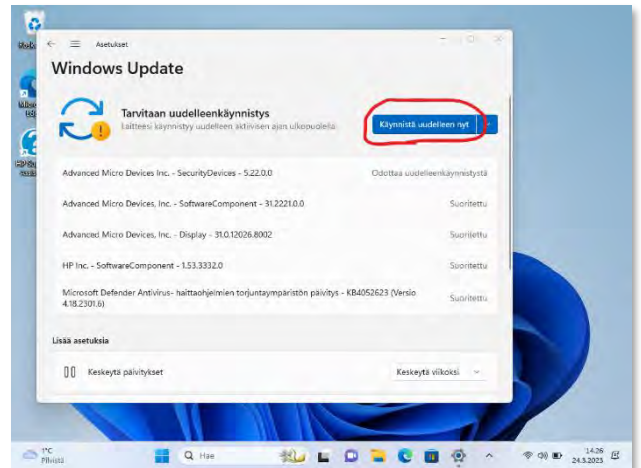 Asetukset
Windows Update
Tarvitaan uudelleenkäynnistys
Laitteesi käynnistyy uudelleen aktiivisen ajan ulkopuolella.
Käynnistä uudelleen nyt
Advanced Micro Devices Inc. - SecurityDevices - 5.22.0.0
Odottaa uudelleenkäynnistystä
Advanced Micro Devices, Inc. - SoftwareComponent - 31.2221.0.0
Suoritettu
Advanced Micro Devices, Inc. - Display - 31.0.12026.8002
Suoritettu
HP Inc. - SoftwareComponent - 1.53.3332.0
Suoritettu
Microsoft Defender Antivirus- haittaohjelmien torjuntaympäristön päivitys - KB4052623 (Versio
4.18.2301.6)
Suoritettu
Lisää asetuksia
Keskeytä päivitykset
Keskeytä viikoksi
1°C
Pilvistä
Hae
14.26
24.3.2023